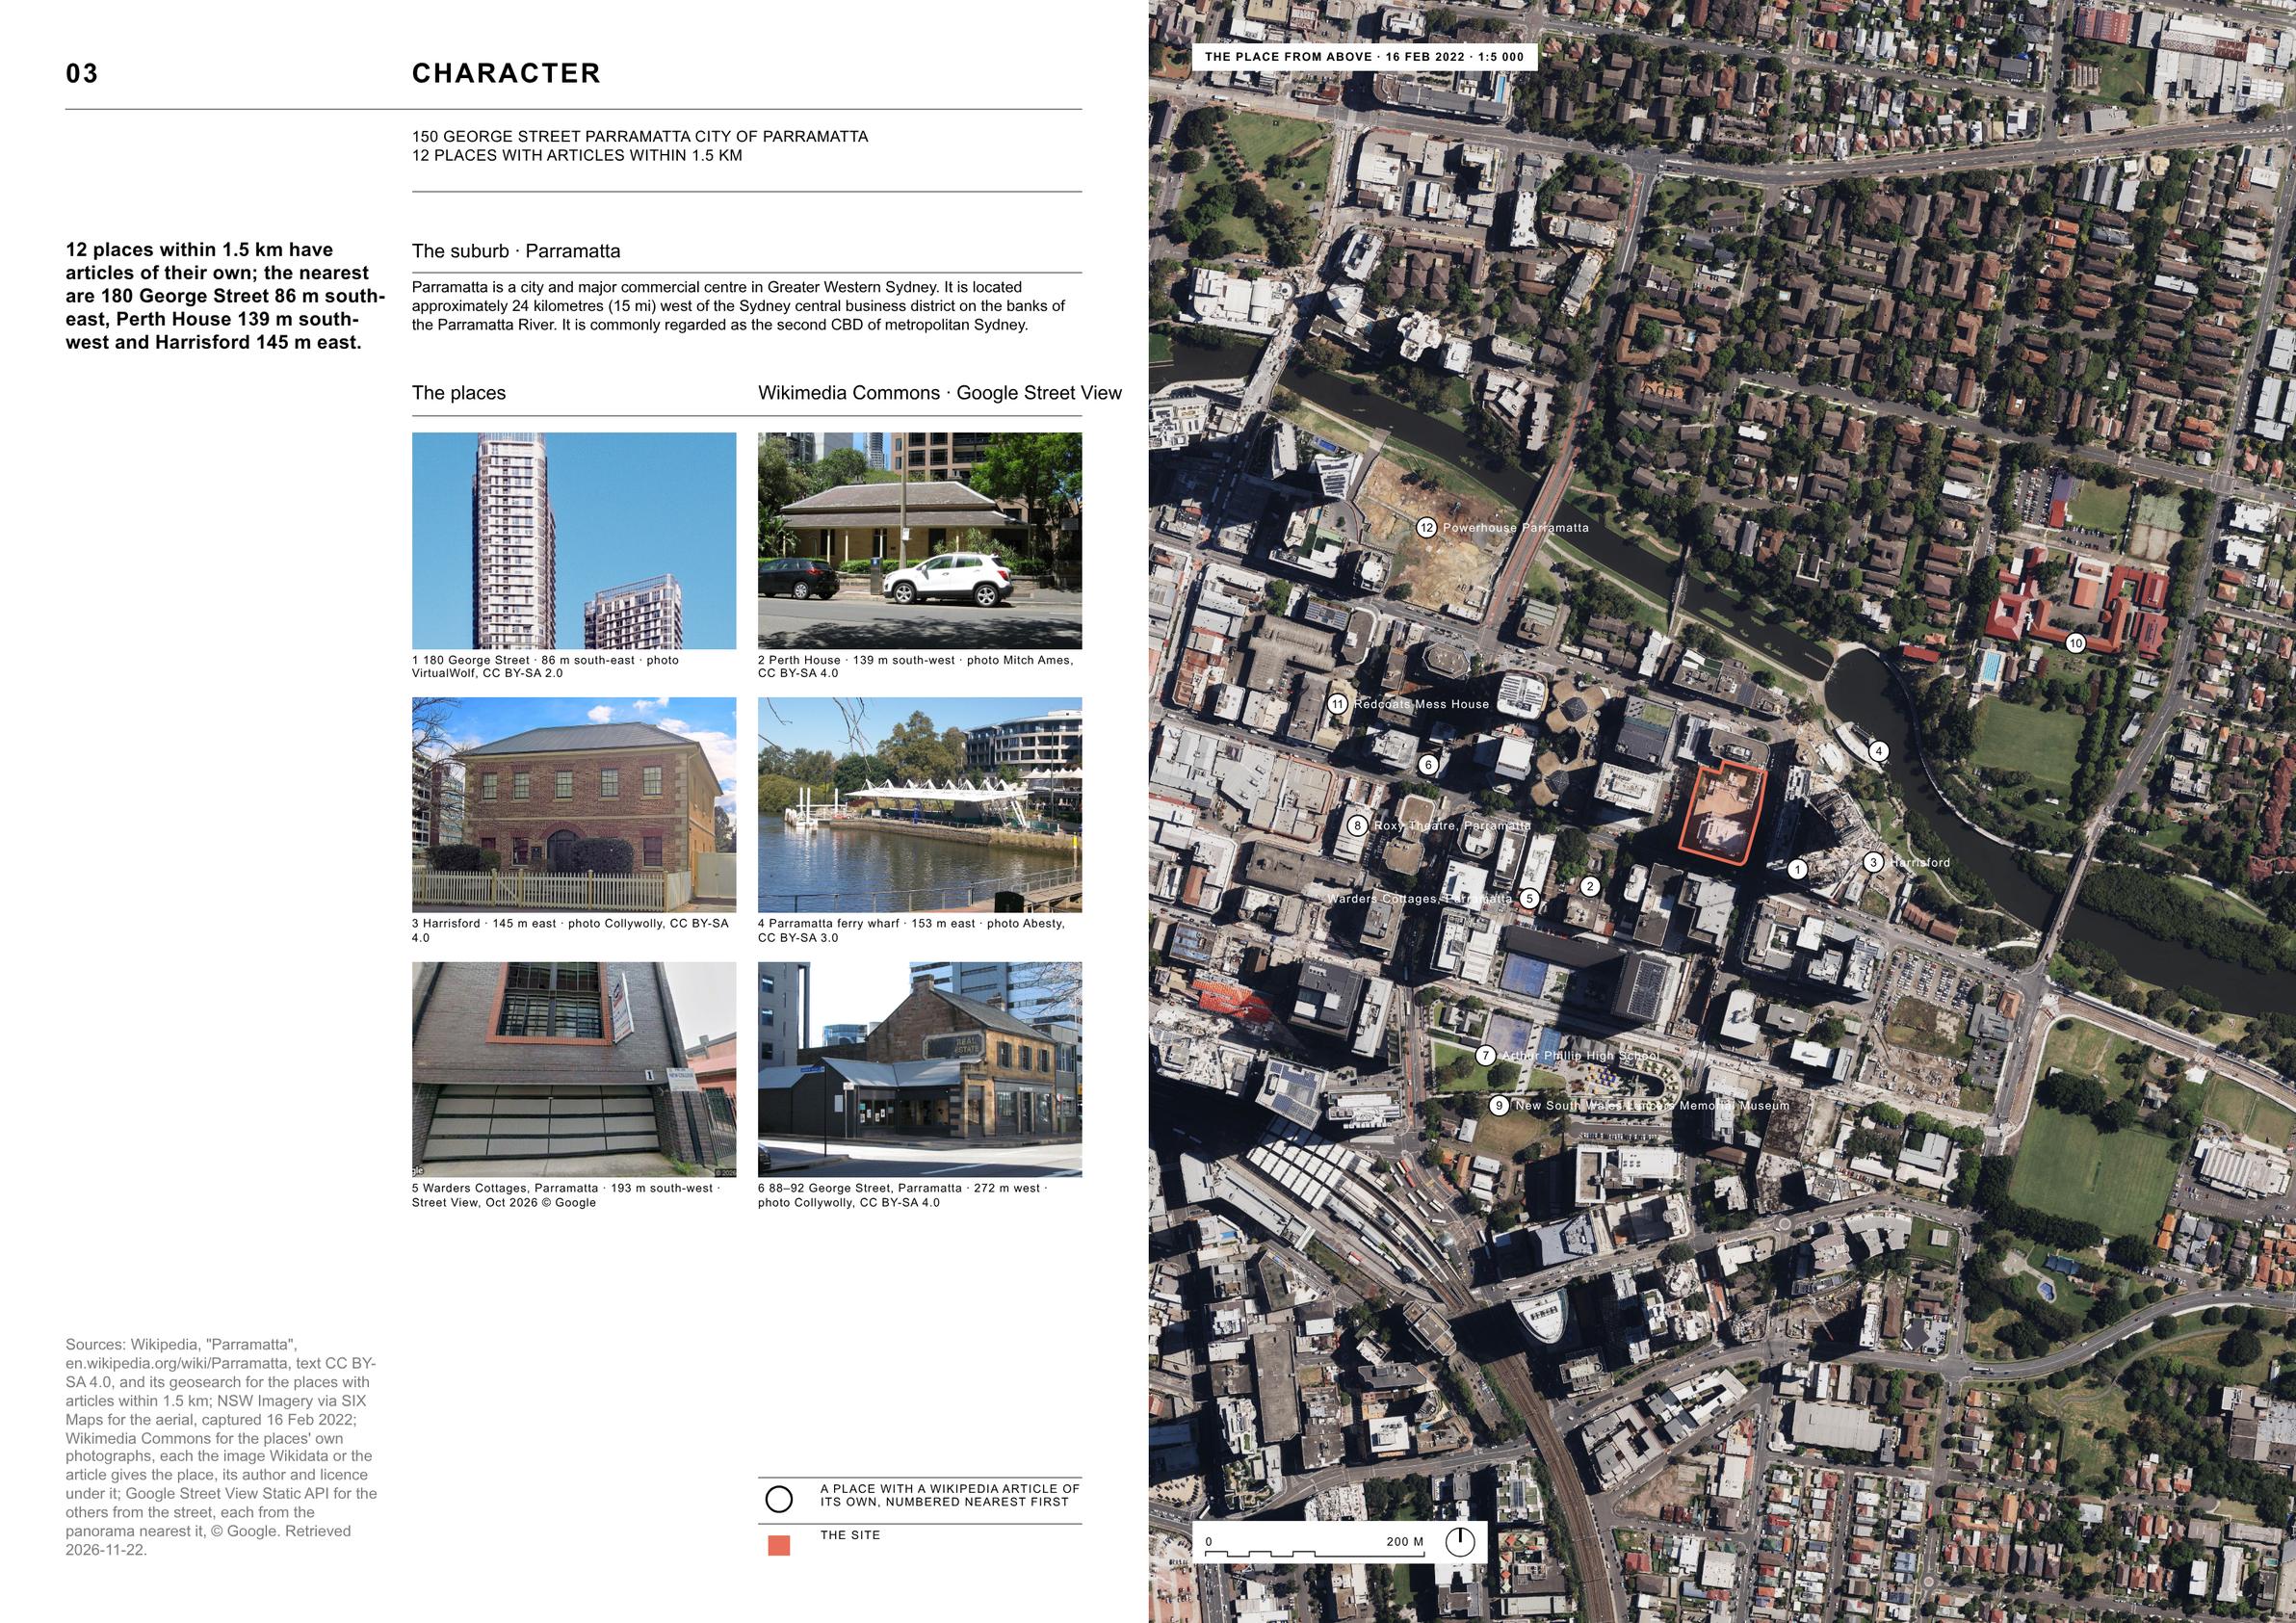 03
CHARACTER
150 GEORGE STREET PARRAMATTA CITY OF PARRAMATTA
12 PLACES WITH ARTICLES WITHIN 1.5 KM
12 places within 1.5 km have
articles of their own; the nearest
are 180 George Street 86 m south-
east, Perth House 139 m south-
west and Harrisford 145 m east.
The suburb · Parramatta
Parramatta is a city and major commercial centre in Greater Western Sydney. It is located
approximately 24 kilometres (15 mi) west of the Sydney central business district on the banks of
the Parramatta River. It is commonly regarded as the second CBD of metropolitan Sydney.
The places
Wikimedia Commons · Google Street View
1 180 George Street · 86 m south-east · photo
VirtualWolf, CC BY-SA 2.0
2 Perth House · 139 m south-west · photo Mitch Ames,
CC BY-SA 4.0
REAL
ESTATE
3 Harrisford · 145 m east · photo Collywolly, CC BY-SA
4.0
4 Parramatta ferry wharf · 153 m east · photo Abesty,
CC BY-SA 3.0
1
gle
© 2026
5 Warders Cottages, Parramatta · 193 m south-west ·
Street View, Oct 2026 © Google
6 88–92 George Street, Parramatta · 272 m west ·
photo Collywolly, CC BY-SA 4.0
Sources: Wikipedia, "Parramatta",
en.wikipedia.org/wiki/Parramatta, text CC BY-
SA 4.0, and its geosearch for the places with
articles within 1.5 km; NSW Imagery via SIX
Maps for the aerial, captured 16 Feb 2022;
Wikimedia Commons for the places' own
photographs, each the image Wikidata or the
article gives the place, its author and licence
under it; Google Street View Static API for the
others from the street, each from the
panorama nearest it, © Google. Retrieved
2026-11-22.
A PLACE WITH A WIKIPEDIA ARTICLE OF
ITS OWN, NUMBERED NEAREST FIRST
THE SITE
THE PLACE FROM ABOVE · 16 FEB 2022 · 1:5 000
12 Powerhouse Parramatta
10
11 Redcoats Mess House
4
6
8 Roxy Theatre, Parramatta
1
3 Harrisford
2
Warders Cottages, Parramatta 5
7 Arthur Phillip High School
9 New South Wales Lancers Memorial Museum
0
200 M